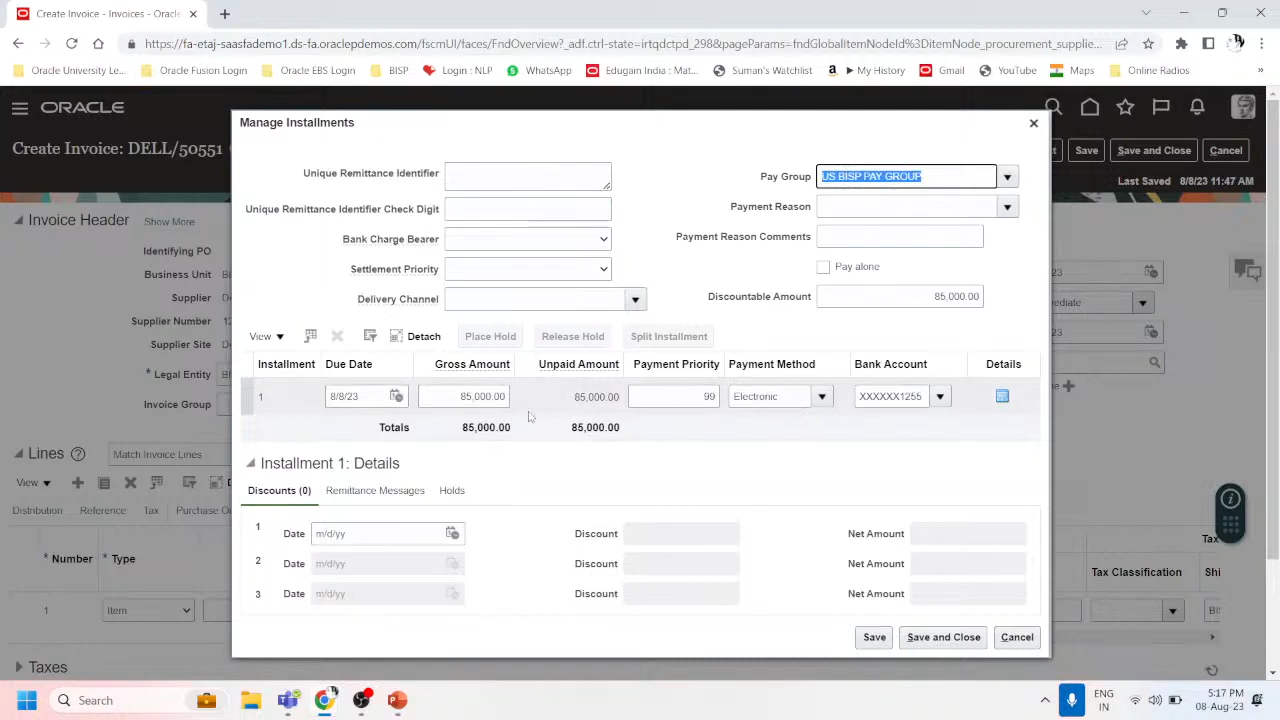 Create Invoice - Invoices - C
https://fa-etaj-saasfademo1.ds-fa.oraclepdemos.com/fscmUI/faces/FndOverview?_adf.ctrl-state=irtqdctpd_298&pageParams=fndGlobalItemNodeId%3DitemNode_procurement_supplie...
Oracle University Le... Oracle Fusion Login Oracle EBS Login BISP Login : NLP WhatsApp Edugain India : Mat... Suman's Watchlist a ▶ My History Gmail YouTube Maps Online Radios »
ORACLE
Create Invoice: DELL/50551
Save Save and Close Cancel
Last Saved 8/8/23 11:47 AM
Invoice Header Show More
Identifying PO
Business Unit
Supplier
Supplier Number
Supplier Site
* Legal Entity
Invoice Group
Lines Match Invoice Lines
View
Distribution Reference Tax Purchase O
* Number * Type
Tax
Tax Classification Shi
1 Item
Taxes
Manage Installments
Unique Remittance Identifier
Unique Remittance Identifier Check Digit
Bank Charge Bearer
Settlement Priority
Delivery Channel
Pay Group US BISP PAY GROUP
Payment Reason
Payment Reason Comments
Pay alone
Discountable Amount 85,000.00
View Detach Place Hold Release Hold Split Installment
Installment Due Date Gross Amount Unpaid Amount Payment Priority Payment Method Bank Account Details
1 8/8/23 85,000.00 85,000.00 99 Electronic XXXXXX1255
Totals 85,000.00 85,000.00
Installment 1: Details
Discounts (0) Remittance Messages Holds
1 Date m/d/yy Discount Net Amount
2 Date m/d/yy Discount Net Amount
3 Date m/d/yy Discount Net Amount
Save Save and Close Cancel
Search
ENG
IN
5:17 PM
08-Aug-23